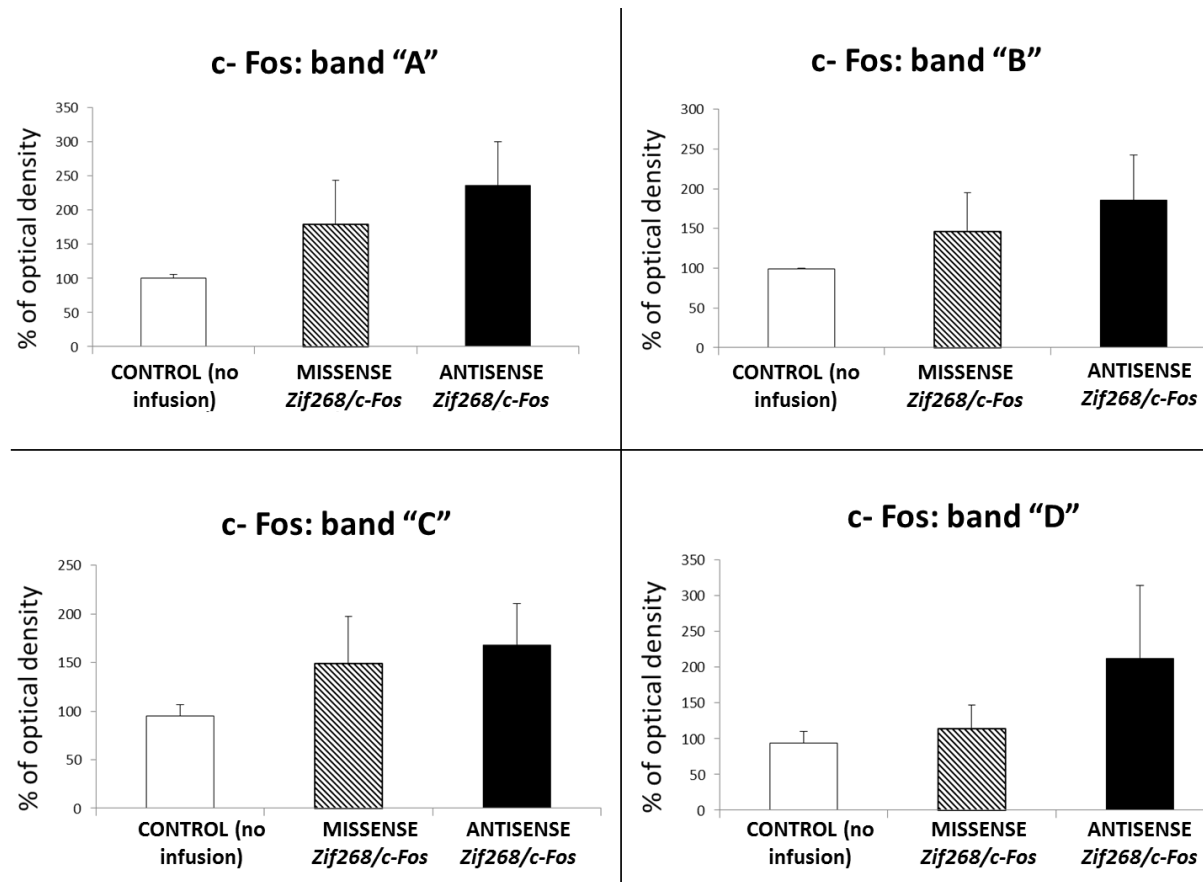 c- Fos: band “A”
% of optical density
350
300
250
200
150
100
50
0
CONTROL (no
infusion)
MISSENSE
Zif268/c-Fos
ANTISENSE
Zif268/c-Fos
c- Fos: band “B”
% of optical density
300
250
200
150
100
50
0
CONTROL (no
infusion)
MISSENSE
Zif268/c-Fos
ANTISENSE
Zif268/c-Fos
c- Fos: band “C”
% of optical density
250
200
150
100
50
0
CONTROL (no
infusion)
MISSENSE
Zif268/c-Fos
ANTISENSE
Zif268/c-Fos
c- Fos: band “D”
% of optical density
350
300
250
200
150
100
50
0
CONTROL (no
infusion)
MISSENSE
Zif268/c-Fos
ANTISENSE
Zif268/c-Fos